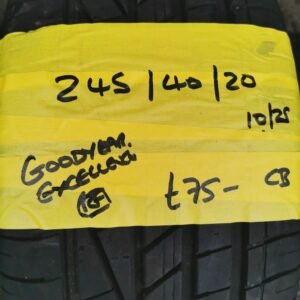 245/40/20
10/25
GOODYEAR.
EXCELLENCE
£75-
CB